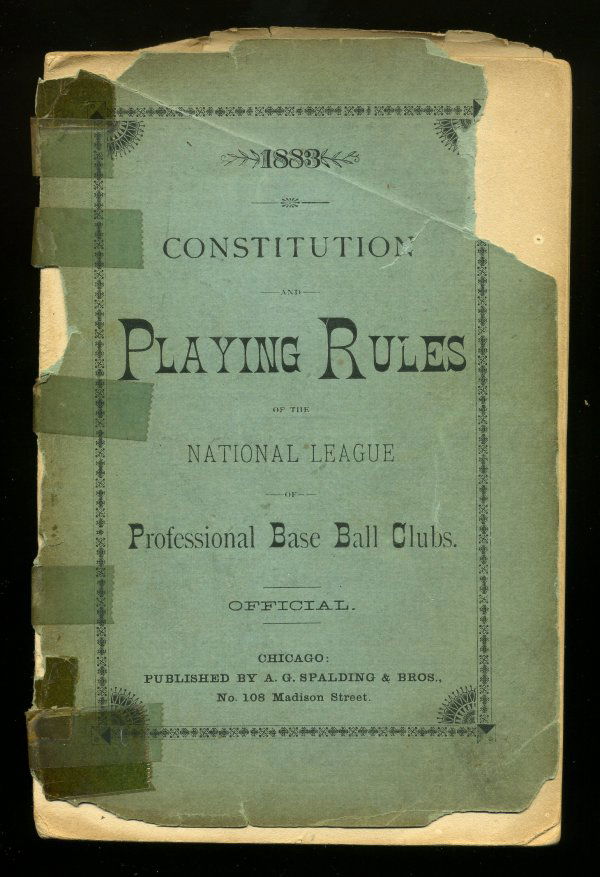 1883
CONSTITUTION
AND
PLAYING RULES
OF THE
NATIONAL LEAGUE
OF
Professional Base Ball Clubs.
OFFICIAL.
CHICAGO:
PUBLISHED BY A. G. SPALDING & BROS.,
No. 108 Madison Street.